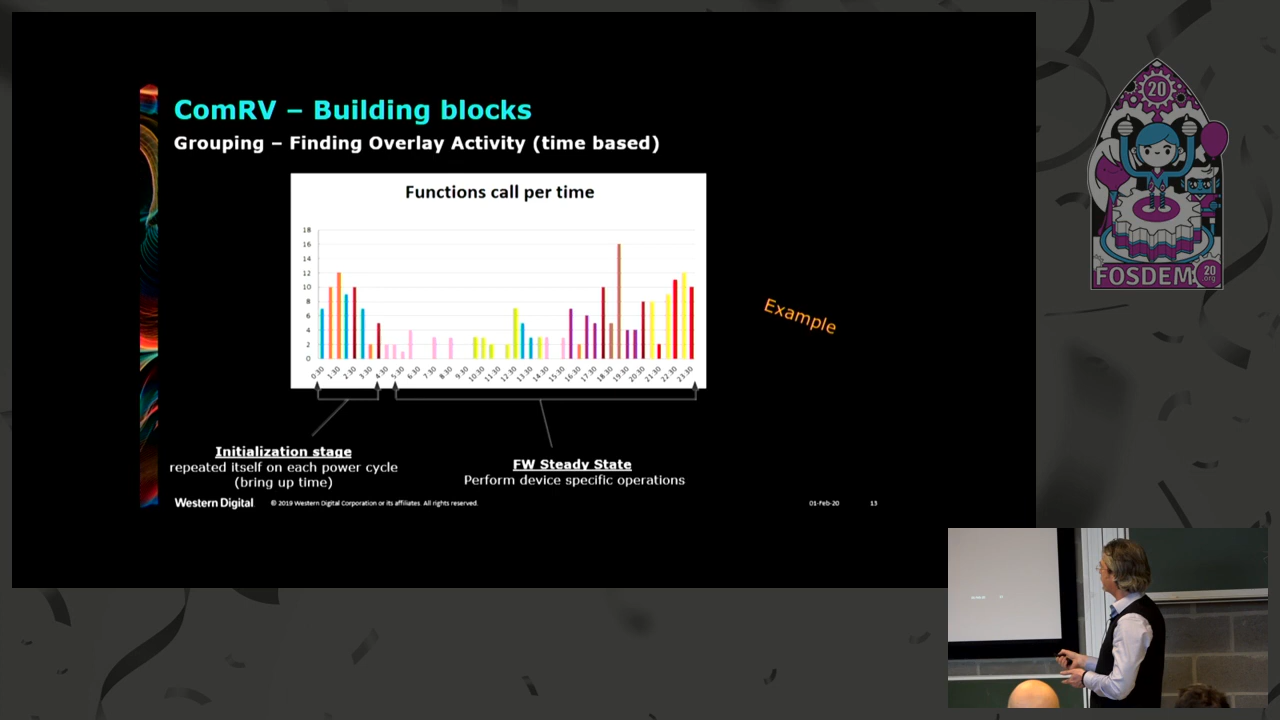 ComRV – Building blocks
Grouping – Finding Overlay Activity (time based)
Functions call per time
18
16
14
12
10
8
6
4
2
0
0:30 1:30 2:30 3:30 4:30 5:30 6:30 7:30 8:30 9:30 10:30 11:30 12:30 13:30 14:30 15:30 16:30 17:30 18:30 19:30 20:30 21:30 22:30 23:30
Example
Initialization stage
repeated itself on each power cycle
(bring up time)
FW Steady State
Perform device specific operations
Western Digital
© 2019 Western Digital Corporation or its affiliates. All rights reserved.
01-Feb-20
13
20
FOSDEM
20
.org